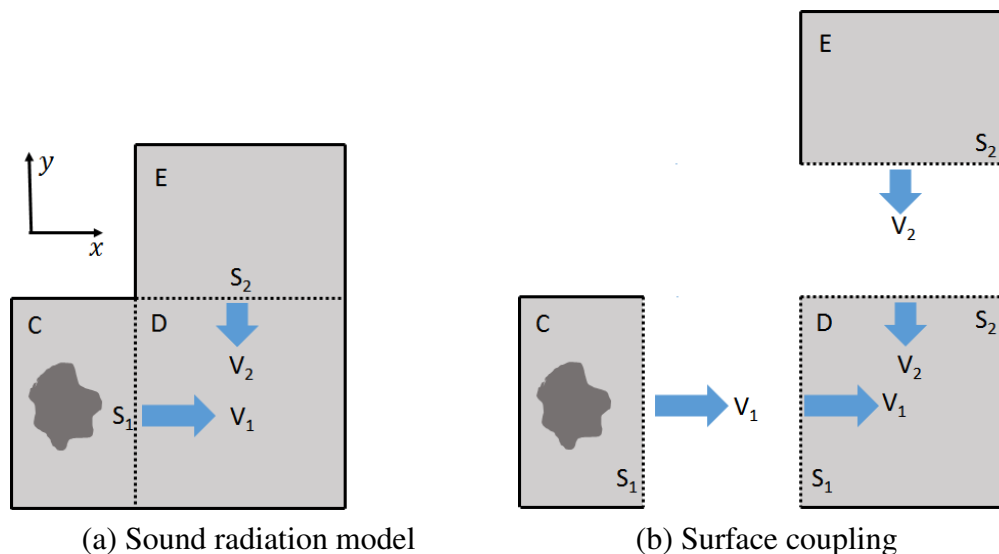 E
y
x
S₂
C
D
V₂
S₁
V₁
(a) Sound radiation model
E
S₂
V₂
C
D
S₂
V₂
V₁
V₁
S₁
S₁
(b) Surface coupling